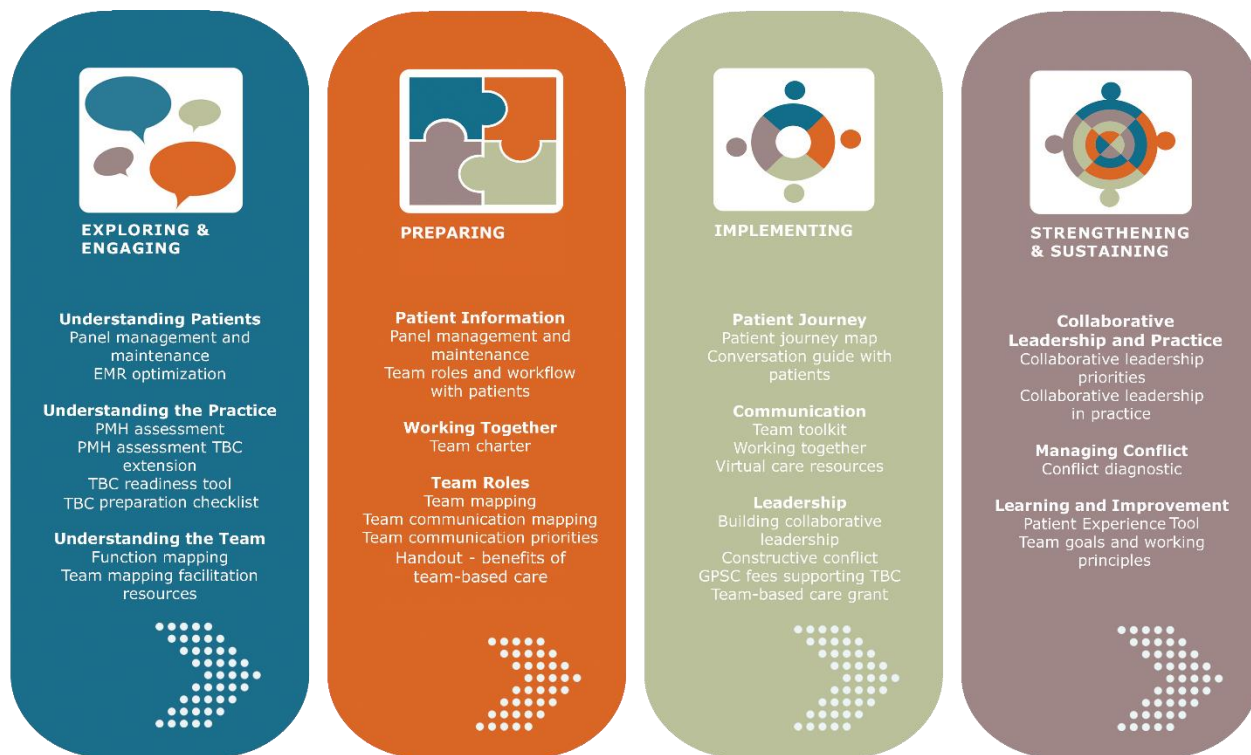 EXPLORING &
ENGAGING
Understanding Patients
Panel management and
maintenance
EMR optimization
Understanding the Practice
PMH assessment
PMH assessment TBC
extension
TBC readiness tool
TBC preparation checklist
Understanding the Team
Function mapping
Team mapping facilitation
resources
PREPARING
Patient Information
Panel management and
maintenance
Team roles and workflow
with patients
Working Together
Team charter
Team Roles
Team mapping
Team communication mapping
Team communication priorities
Handout - benefits of
team-based care
IMPLEMENTING
Patient Journey
Patient journey map
Conversation guide with
patients
Communication
Team toolkit
Working together
Virtual care resources
Leadership
Building collaborative
leadership
Constructive conflict
GPSC fees supporting TBC
Team-based care grant
STRENGTHENING
& SUSTAINING
Collaborative
Leadership and Practice
Collaborative leadership
priorities
Collaborative leadership
in practice
Managing Conflict
Conflict diagnostic
Learning and Improvement
Patient Experience Tool
Team goals and working
principles